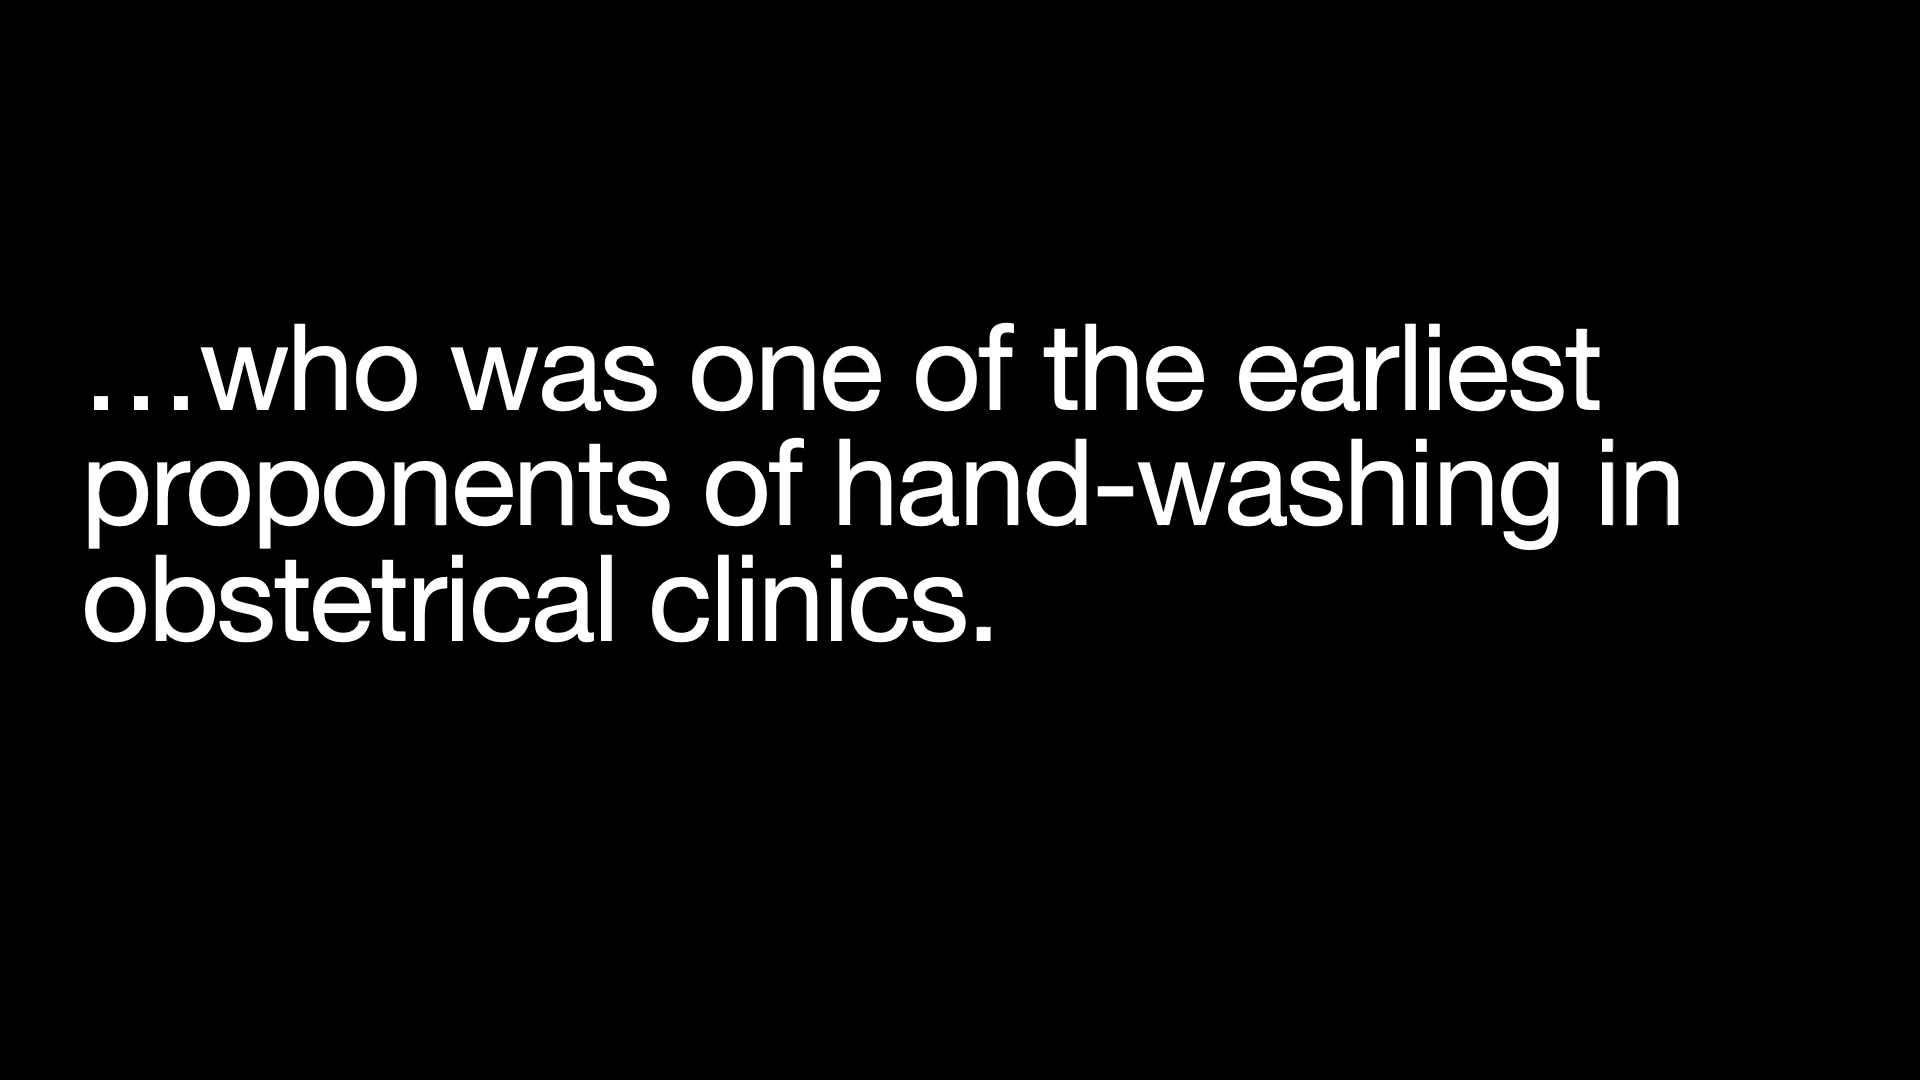 …who was one of the earliest
proponents of hand-washing in
obstetrical clinics.